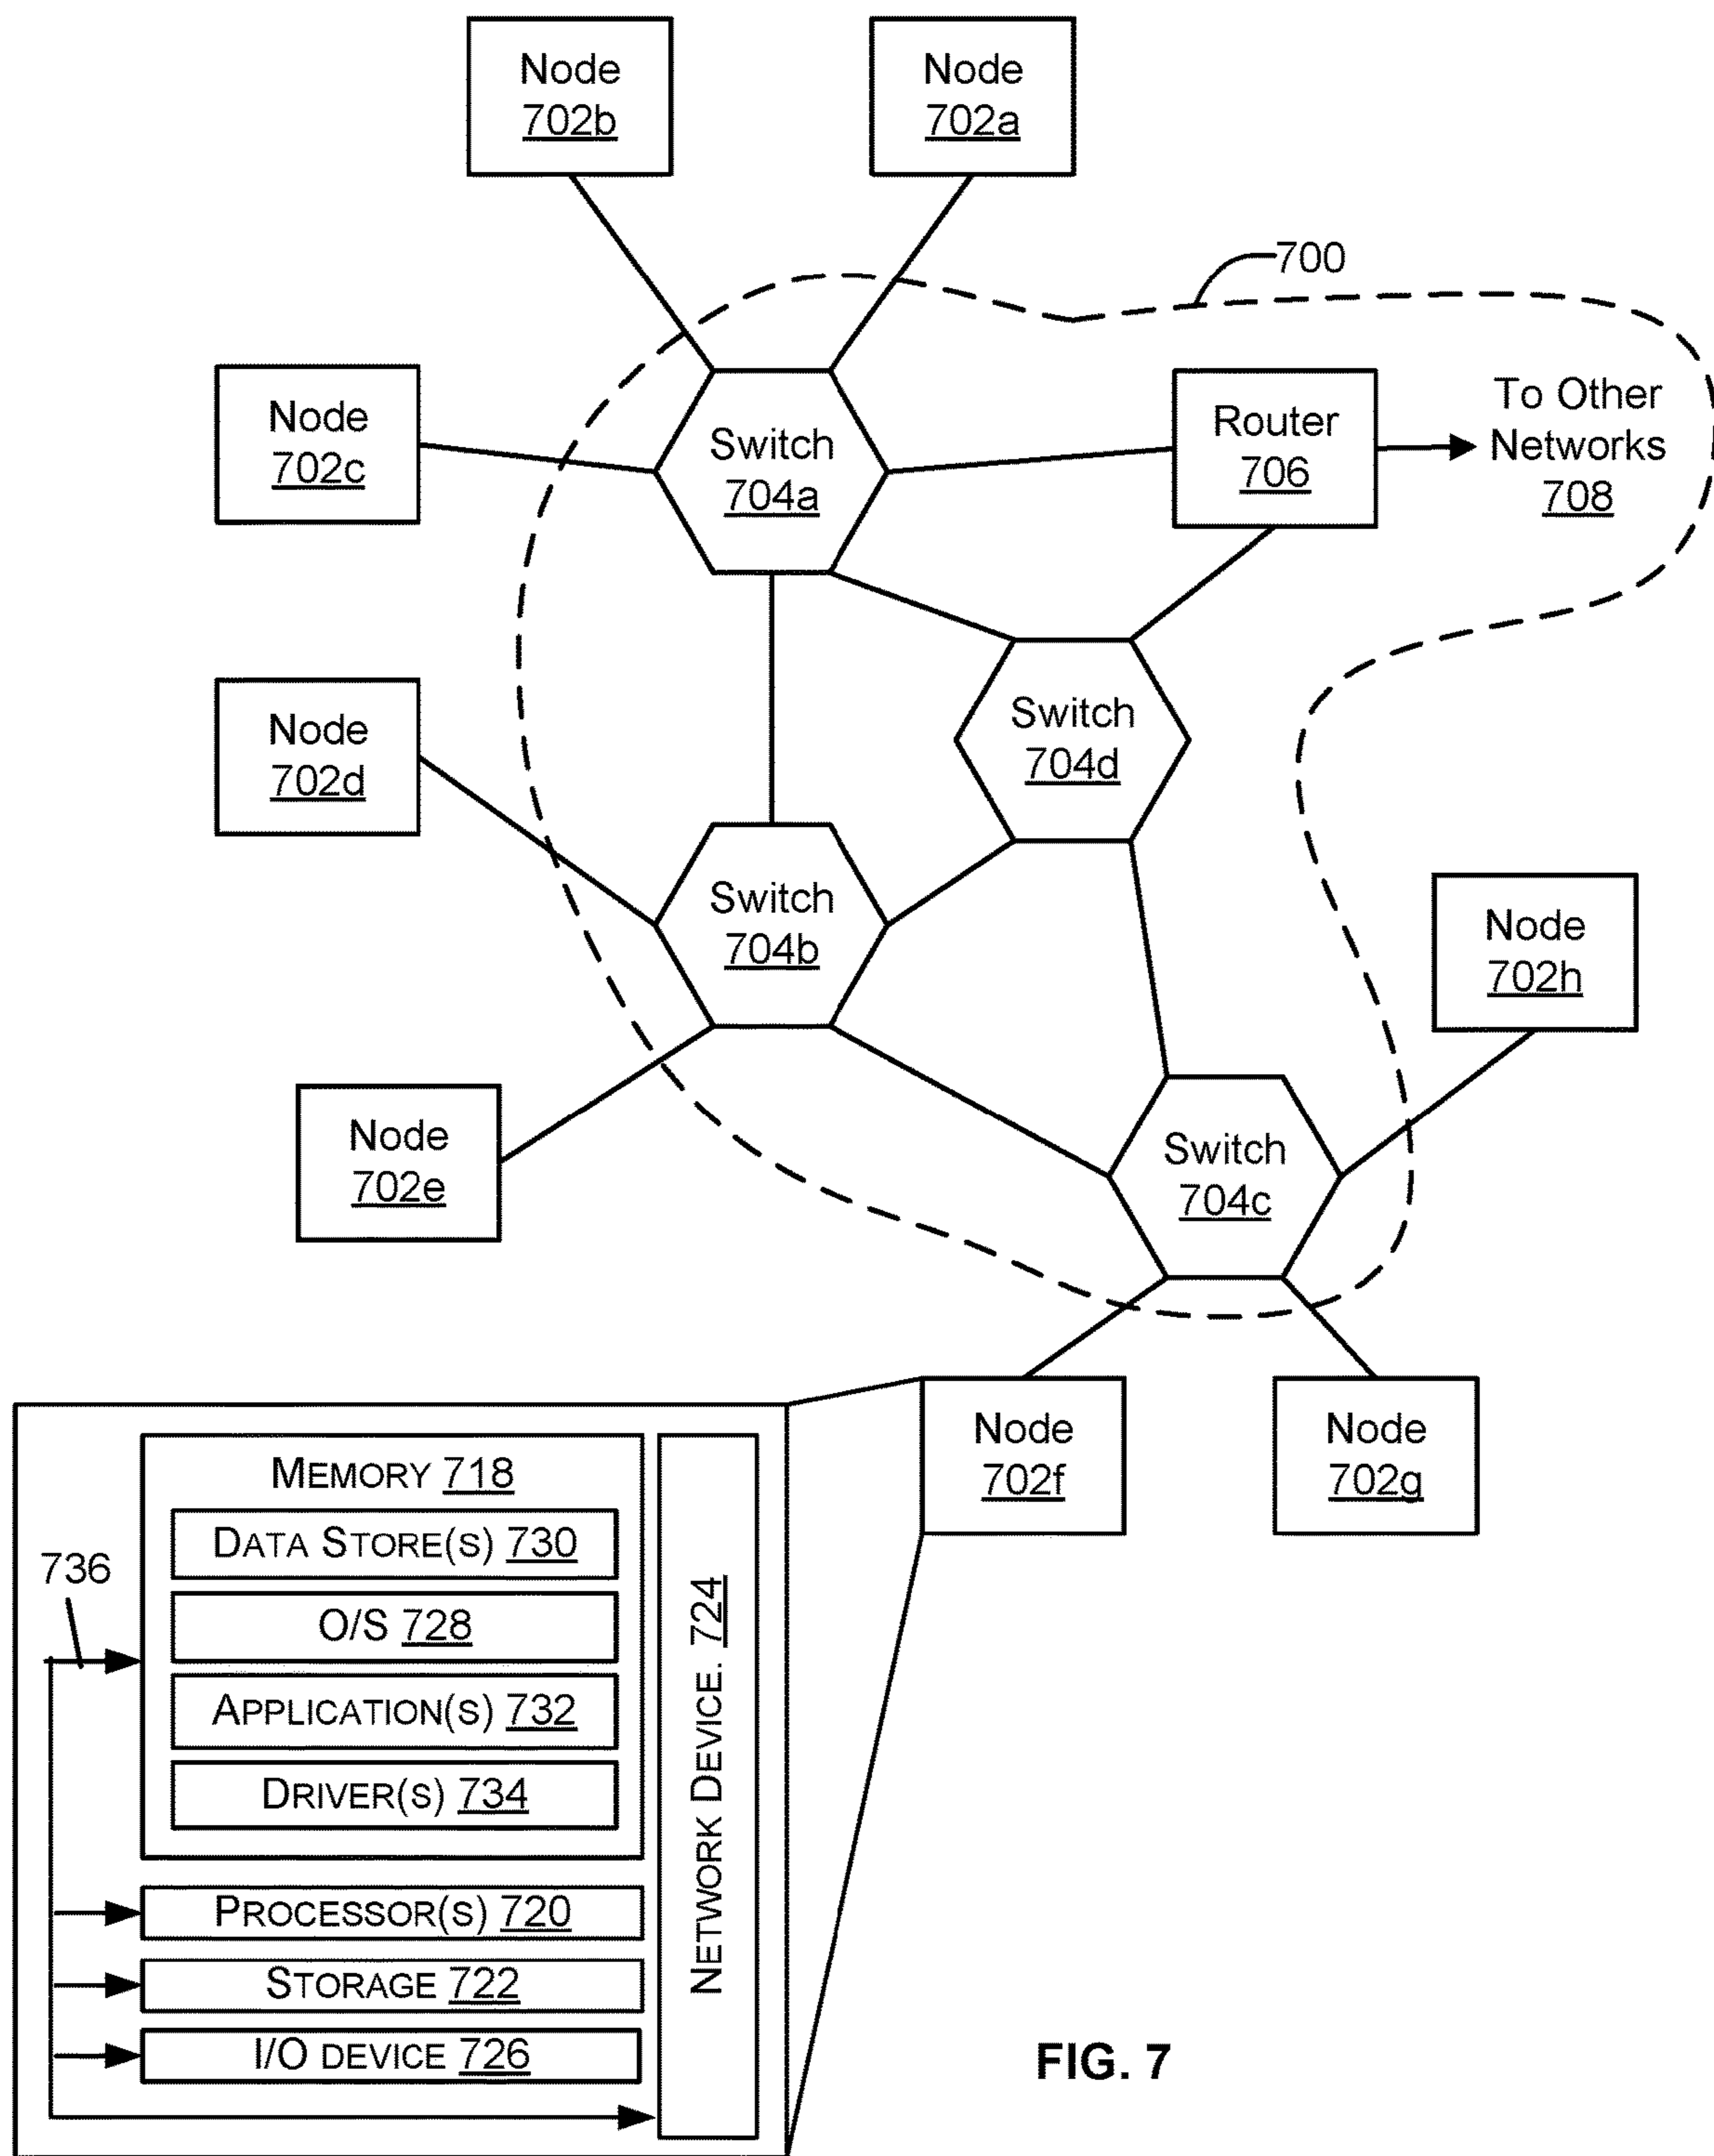 Node
702b
Node
702a
700
Node
702c
Switch
704a
Router
706
To Other
Networks
708
Node
702d
Switch
704d
Switch
704b
Node
702h
Node
702e
Switch
704c
Node
702f
Node
702g
MEMORY 718
DATA STORE(S) 730
736
O/S 728
APPLICATION(S) 732
DRIVER(S) 734
NETWORK DEVICE. 724
PROCESSOR(S) 720
STORAGE 722
I/O DEVICE 726
FIG. 7